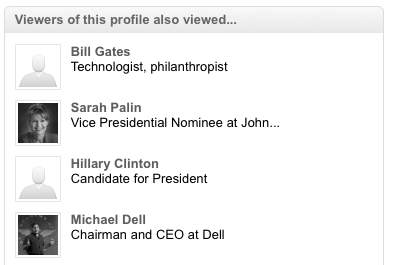 Viewers of this profile also viewed...
Bill Gates
Technologist, philanthropist
Sarah Palin
Vice Presidential Nominee at John...
Hillary Clinton
Candidate for President
Michael Dell
Chairman and CEO at Dell